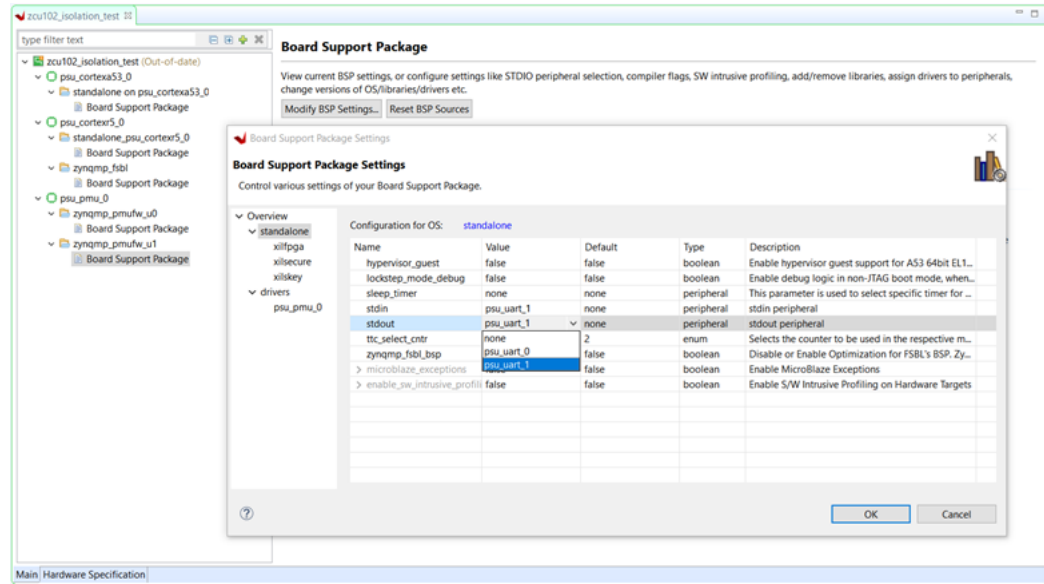 zcu102_isolation_test
type filter text
zcu102_isolation_test (Out-of-date)
psu_cortexa53_0
standalone on psu_cortexa53_0
Board Support Package
psu_cortexr5_0
standalone_psu_cortexr5_0
Board Support Package
zynqmp_fsbl
Board Support Package
psu_pmu_0
zynqmp_pmufw_u0
Board Support Package
zynqmp_pmufw_u1
Board Support Package
Board Support Package
View current BSP settings, or configure settings like STDIO peripheral selection, compiler flags, SW intrusive profiling, add/remove libraries, assign drivers to peripherals,
change versions of OS/libraries/drivers etc.
Modify BSP Settings... Reset BSP Sources
Board Support Package Settings
Board Support Package Settings
Control various settings of your Board Support Package.
Overview
standalone
xilfpga
xilsecure
xilskey
drivers
psu_pmu_0
Configuration for OS: standalone
Name Value Default Type Description
hypervisor_guest false false boolean Enable hypervisor guest support for A53 64bit EL1...
lockstep_mode_debug false false boolean Enable debug logic in non-JTAG boot mode, when...
sleep_timer none none peripheral This parameter is used to select specific timer for ...
stdin psu_uart_1 none peripheral stdin peripheral
stdout psu_uart_1 none peripheral stdout peripheral
ttc_select_cntr none 2 enum Selects the counter to be used in the respective m...
zynqmp_fsbl_bsp psu_uart_0 false boolean Disable or Enable Optimization for FSBL's BSP. Zy...
microblaze_exceptions psu_uart_1 false boolean Enable MicroBlaze Exceptions
enable_sw_intrusive_profili false false boolean Enable S/W Intrusive Profiling on Hardware Targets
OK Cancel
Main Hardware Specification